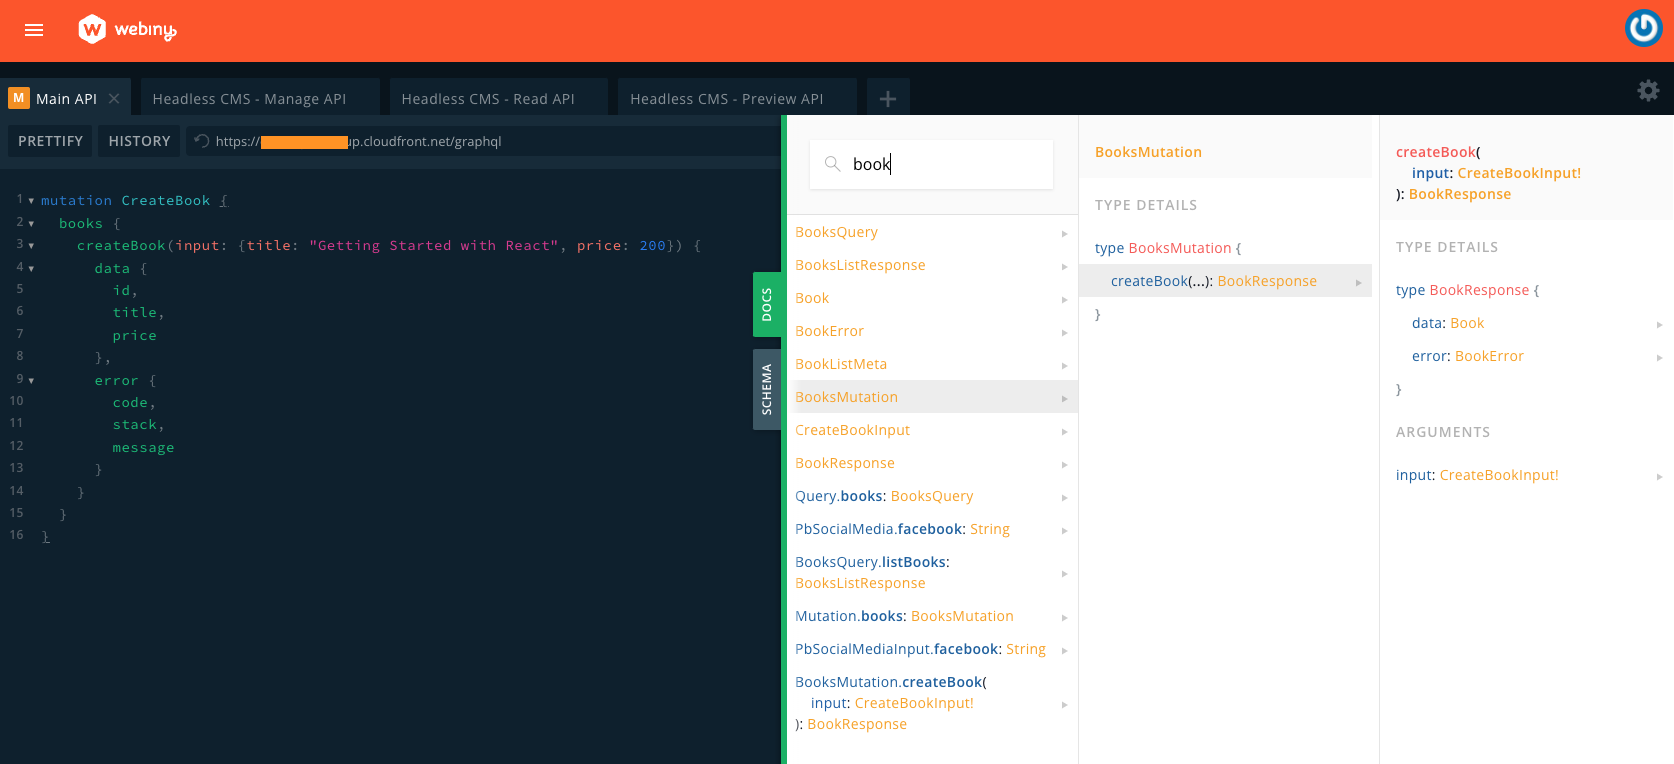 webiny
M Main API
Headless CMS - Manage API
Headless CMS - Read API
Headless CMS - Preview API
PRETTIFY
HISTORY
https:// up.cloudfront.net/graphql
1 mutation CreateBook {
2 books {
3 createBook(input: {title: "Getting Started with React", price: 200}) {
4 data {
5 id,
6 title,
7 price
8 },
9 error {
10 code,
11 stack,
12 message
13 }
14 }
15 }
16 }
DOCS
SCHEMA
book
BooksQuery
BooksListResponse
Book
BookError
BookListMeta
BooksMutation
CreateBookInput
BookResponse
Query.books: BooksQuery
PbSocialMedia.facebook: String
BooksQuery.listBooks:
BooksListResponse
Mutation.books: BooksMutation
PbSocialMediaInput.facebook: String
BooksMutation.createBook(
input: CreateBookInput!
): BookResponse
BooksMutation
TYPE DETAILS
type BooksMutation {
createBook(...): BookResponse
}
createBook(
input: CreateBookInput!
): BookResponse
TYPE DETAILS
type BookResponse {
data: Book
error: BookError
}
ARGUMENTS
input: CreateBookInput!